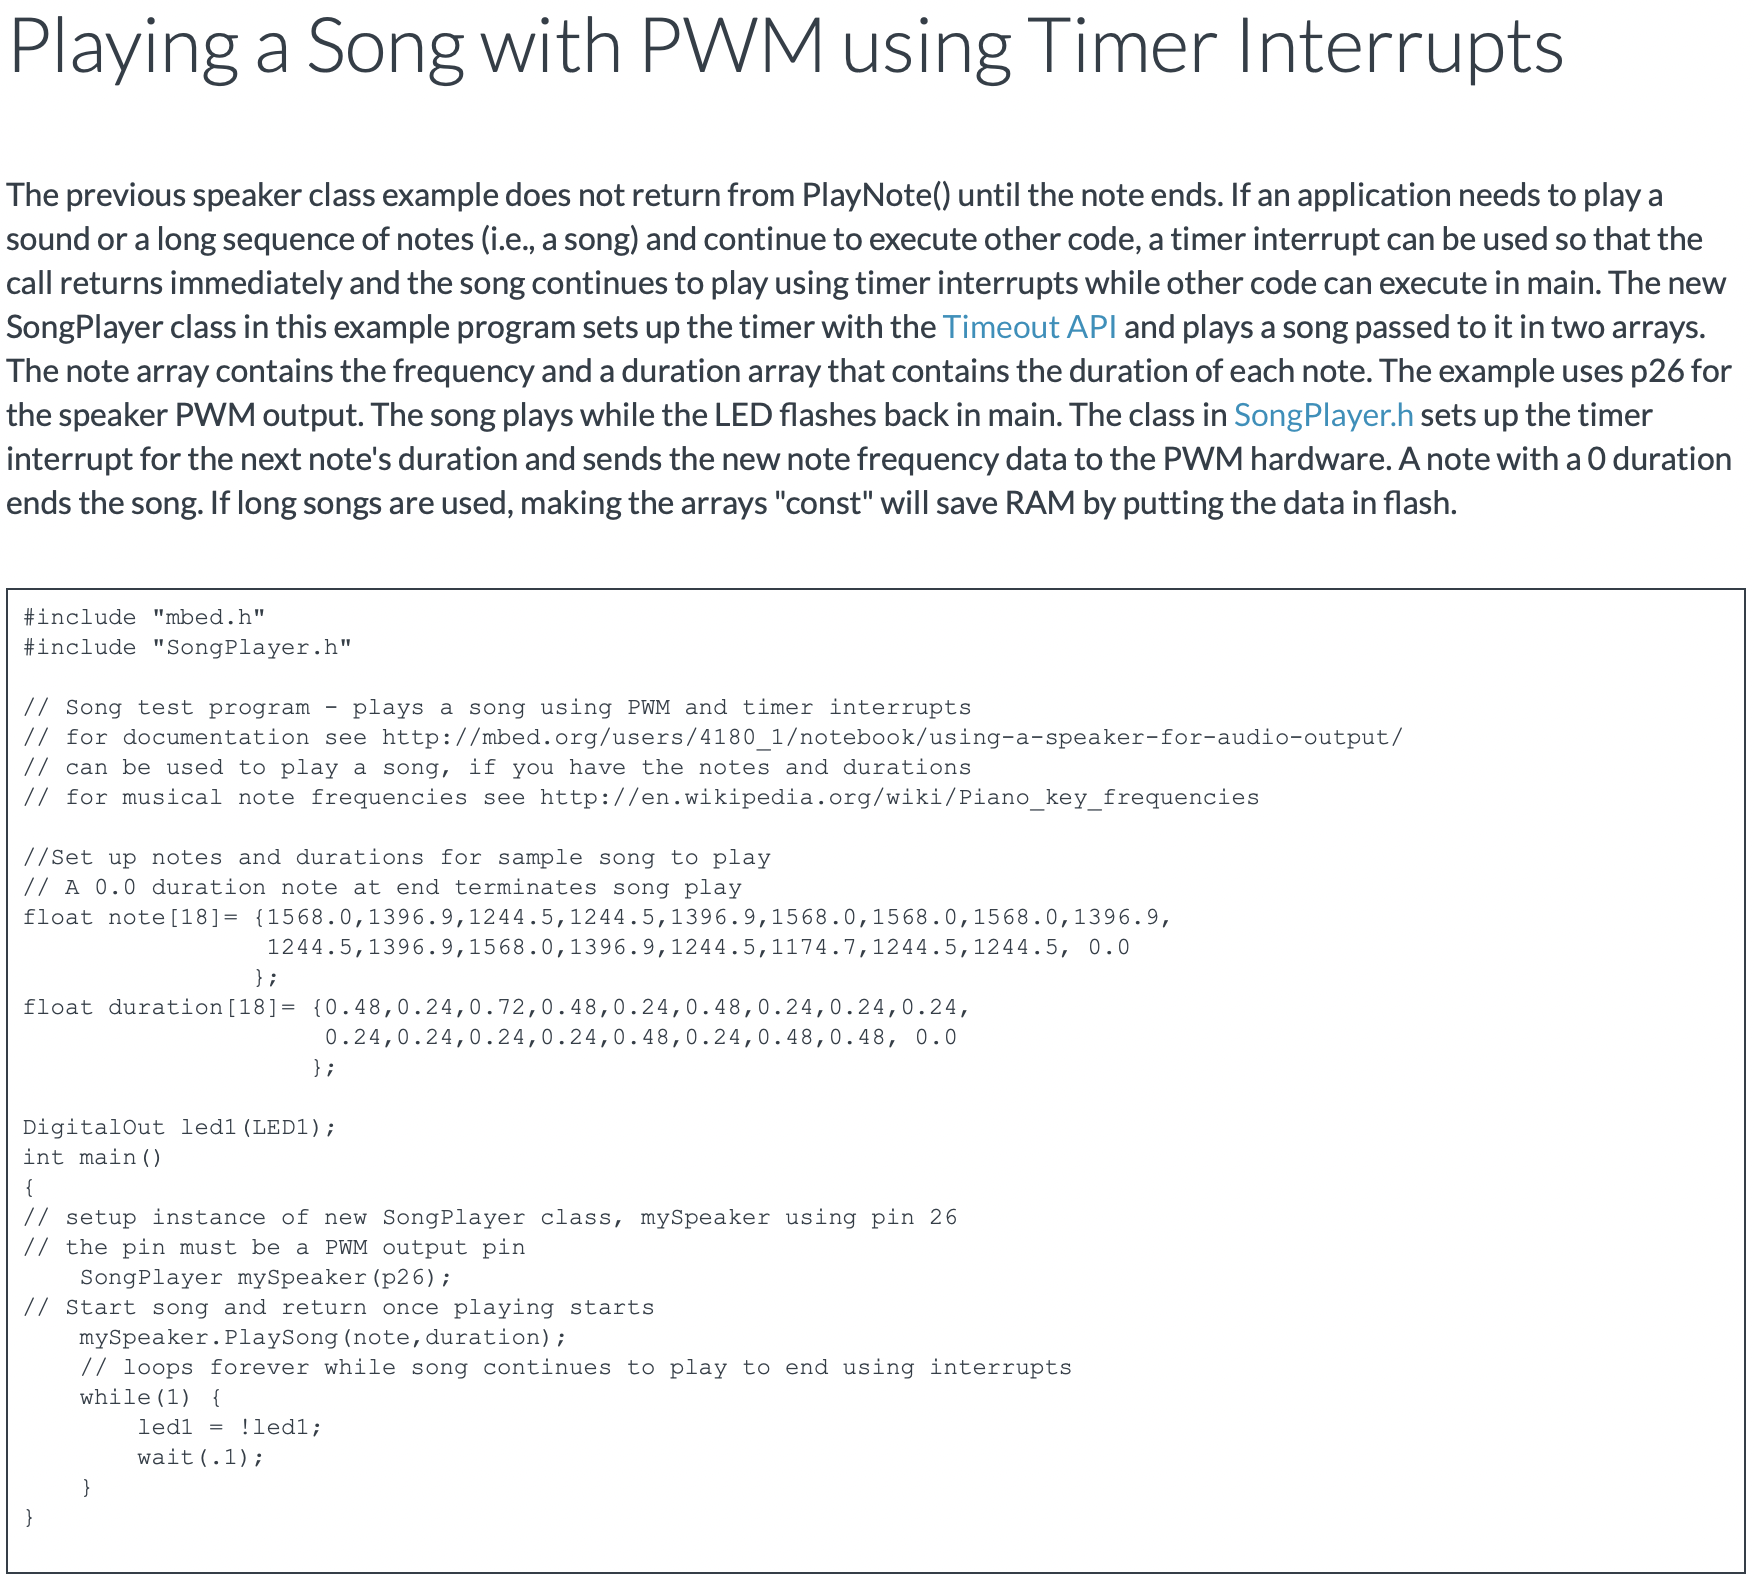 Playing a Song with PWM using Timer Interrupts
The previous speaker class example does not return from PlayNote() until the note ends. If an application needs to play a
sound or a long sequence of notes (i.e., a song) and continue to execute other code, a timer interrupt can be used so that the
call returns immediately and the song continues to play using timer interrupts while other code can execute in main. The new
SongPlayer class in this example program sets up the timer with the Timeout API and plays a song passed to it in two arrays.
The note array contains the frequency and a duration array that contains the duration of each note. The example uses p26 for
the speaker PWM output. The song plays while the LED flashes back in main. The class in SongPlayer.h sets up the timer
interrupt for the next note's duration and sends the new note frequency data to the PWM hardware. A note with a 0 duration
ends the song. If long songs are used, making the arrays "const" will save RAM by putting the data in flash.
#include "mbed.h"
#include "SongPlayer.h"
// Song test program - plays a song using PWM and timer interrupts
// for documentation see http://mbed.org/users/4180_1/notebook/using-a-speaker-for-audio-output/
// can be used to play a song, if you have the notes and durations
// for musical note frequencies see http://en.wikipedia.org/wiki/Piano_key_frequencies
//Set up notes and durations for sample song to play
// A 0.0 duration note at end terminates song play
float note[18]= {1568.0,1396.9,1244.5,1244.5,1396.9,1568.0,1568.0,1568.0,1396.9,
                 1244.5,1396.9,1568.0,1396.9,1244.5,1174.7,1244.5,1244.5, 0.0
                };
float duration[18]= {0.48,0.24,0.72,0.48,0.24,0.48,0.24,0.24,0.24,
                     0.24,0.24,0.24,0.24,0.48,0.24,0.48,0.48, 0.0
                    };
DigitalOut led1(LED1);
int main()
{
// setup instance of new SongPlayer class, mySpeaker using pin 26
// the pin must be a PWM output pin
    SongPlayer mySpeaker(p26);
// Start song and return once playing starts
    mySpeaker.PlaySong(note,duration);
    // loops forever while song continues to play to end using interrupts
    while(1) {
        led1 = !led1;
        wait(.1);
    }
}